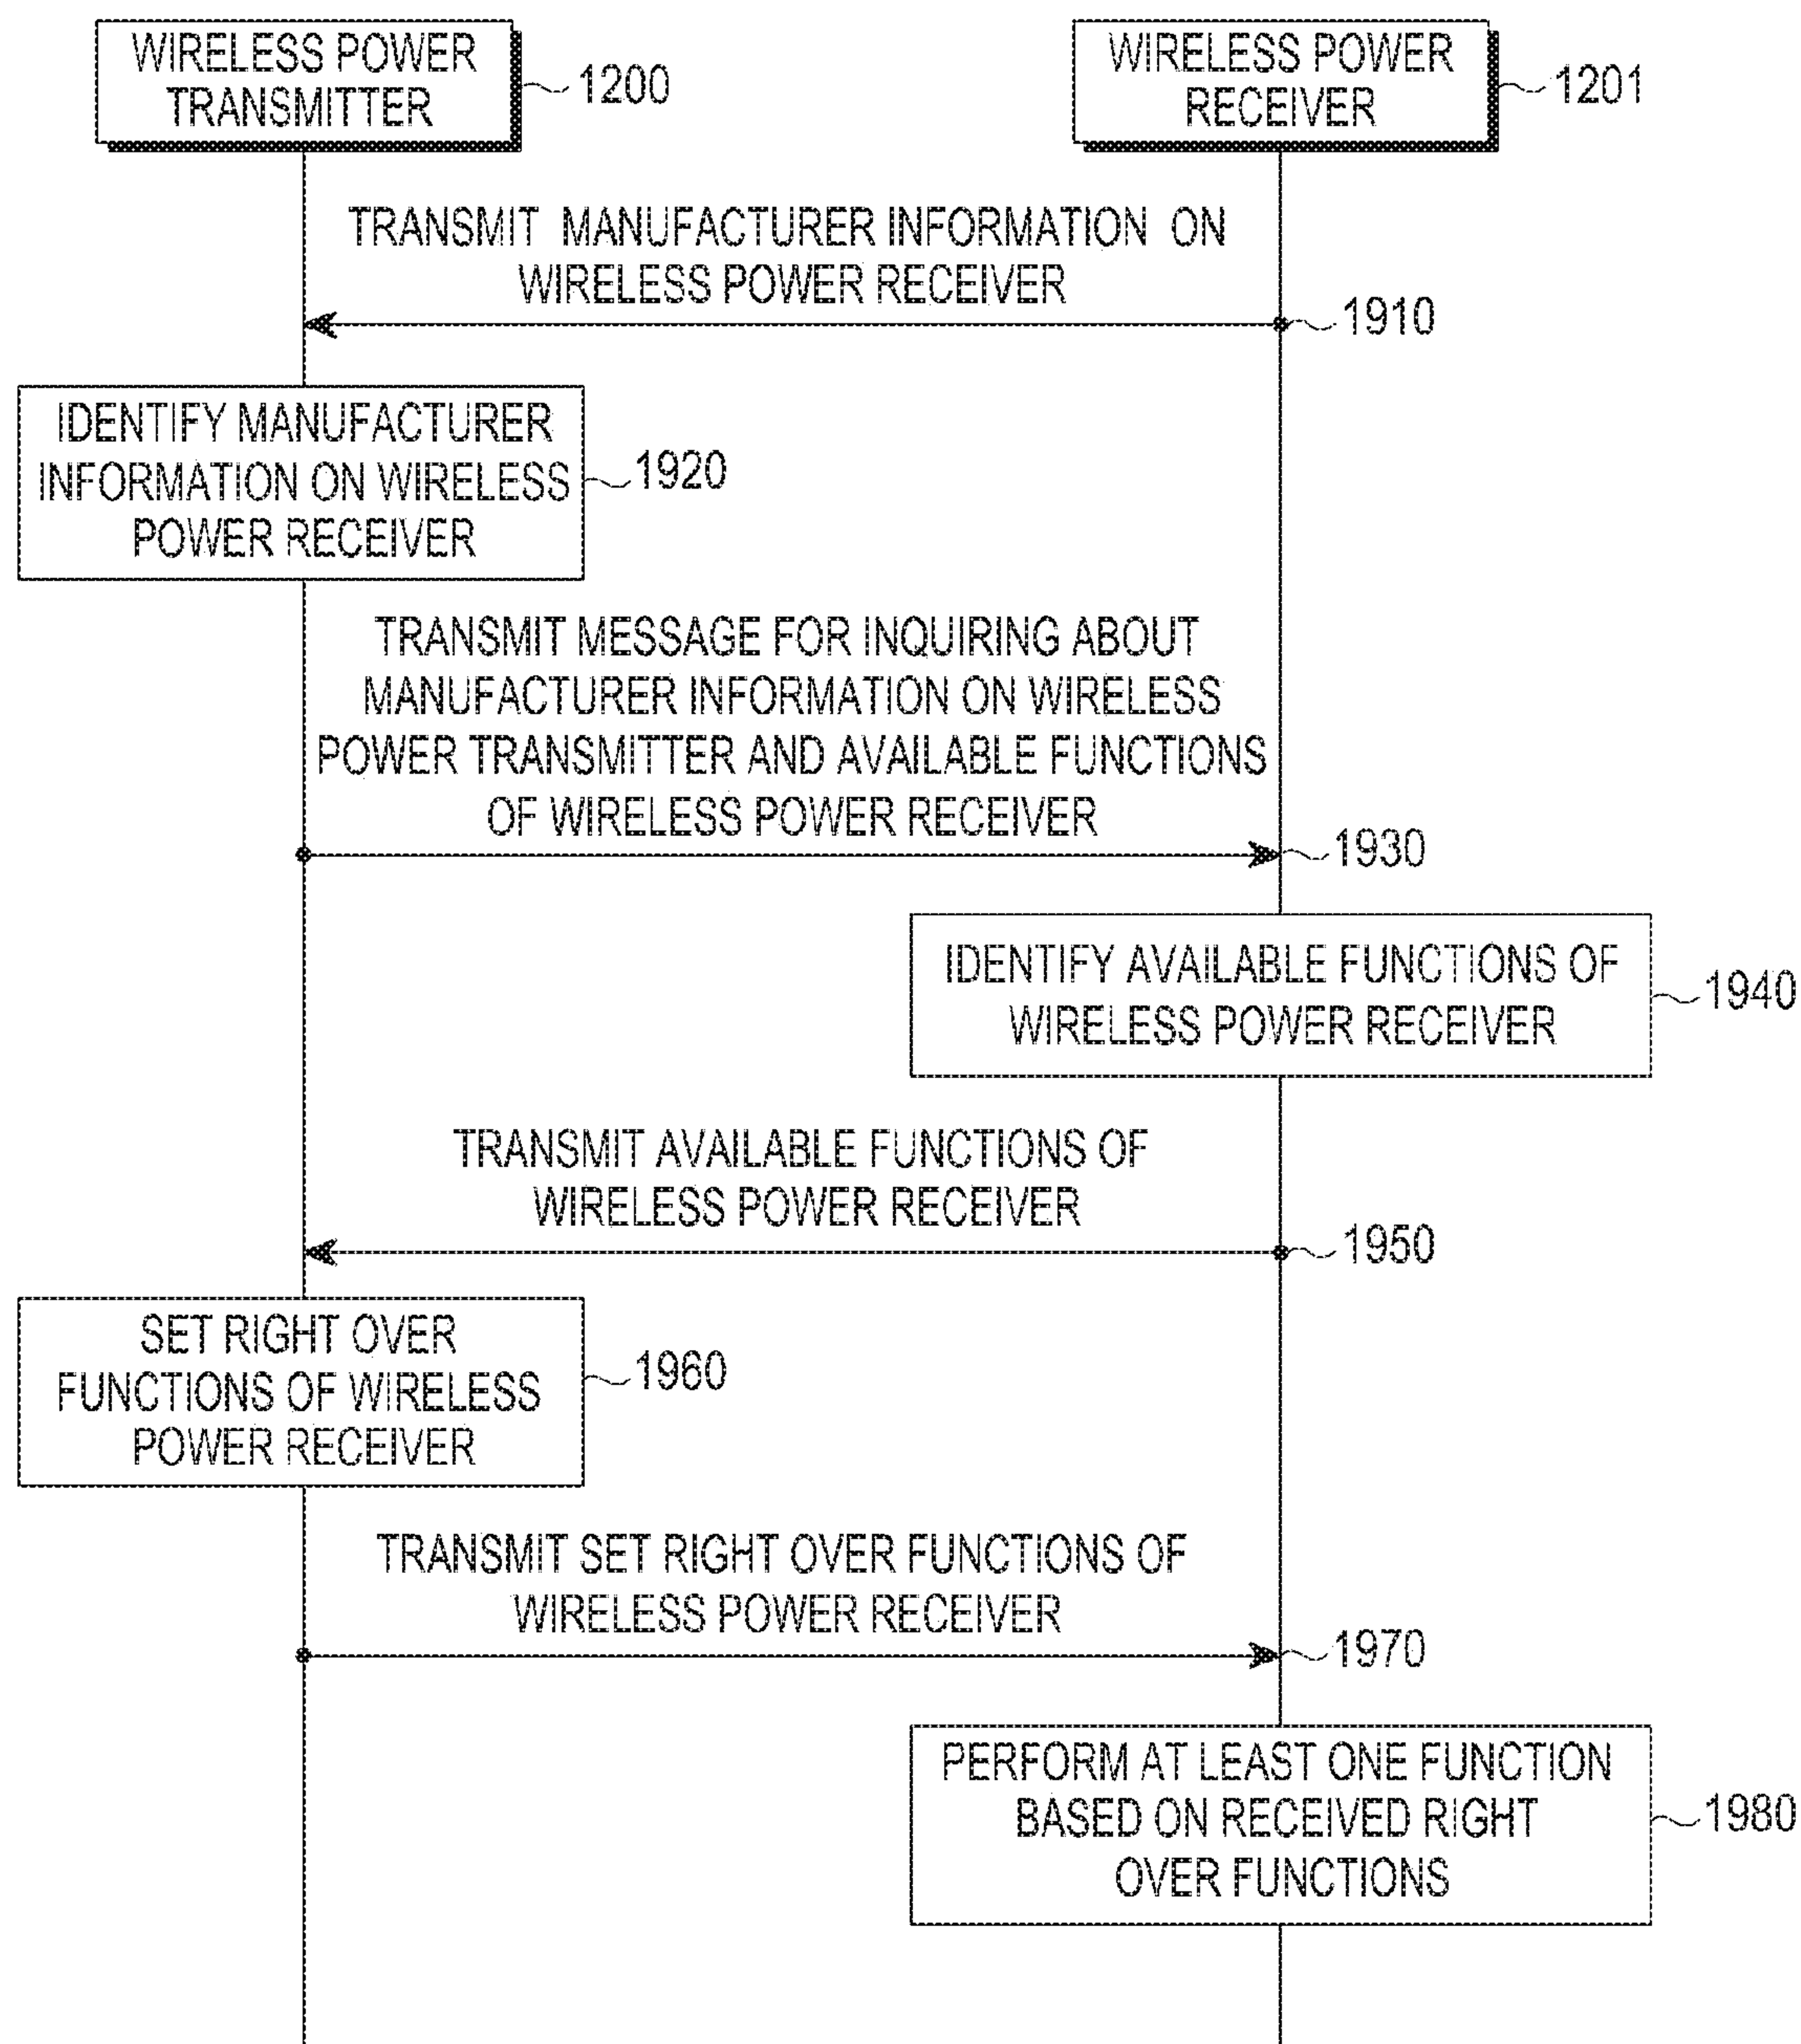 WIRELESS POWER
TRANSMITTER
1200
WIRELESS POWER
RECEIVER
1201
TRANSMIT MANUFACTURER INFORMATION ON
WIRELESS POWER RECEIVER
1910
IDENTIFY MANUFACTURER
INFORMATION ON WIRELESS
POWER RECEIVER
1920
TRANSMIT MESSAGE FOR INQUIRING ABOUT
MANUFACTURER INFORMATION ON WIRELESS
POWER TRANSMITTER AND AVAILABLE FUNCTIONS
OF WIRELESS POWER RECEIVER
1930
IDENTIFY AVAILABLE FUNCTIONS OF
WIRELESS POWER RECEIVER
1940
TRANSMIT AVAILABLE FUNCTIONS OF
WIRELESS POWER RECEIVER
1950
SET RIGHT OVER
FUNCTIONS OF WIRELESS
POWER RECEIVER
1960
TRANSMIT SET RIGHT OVER FUNCTIONS OF
WIRELESS POWER RECEIVER
1970
PERFORM AT LEAST ONE FUNCTION
BASED ON RECEIVED RIGHT
OVER FUNCTIONS
1980